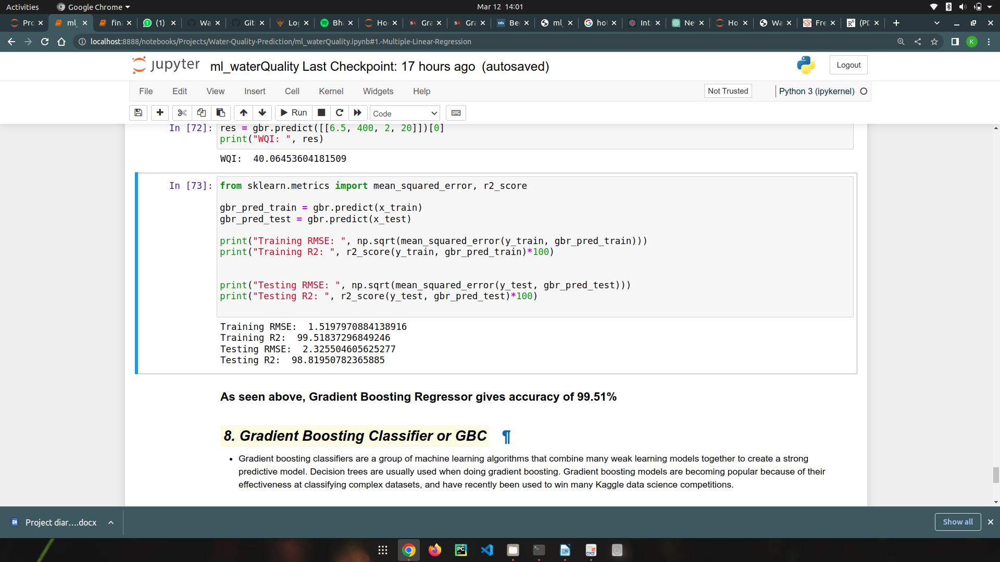 Activities
Google Chrome
Mar 12 14:01
Pro
ml_
fin
(1)
Wa
Git
Log
Bha
Ho
Gra
Gra
Be
ml_
hol
Int
Ne
Ho
Wa
Fre
(PD
localhost:8888/notebooks/Projects/Water-Quality-Prediction/ml_waterQuality.ipynb#1.-Multiple-Linear-Regression
K
jupyter
ml_waterQuality Last Checkpoint: 17 hours ago (autosaved)
Logout
File Edit View Insert Cell Kernel Widgets Help
Not Trusted
Python 3 (ipykernel)
Run
Code
In [72]: res = gbr.predict([[6.5, 400, 2, 20]])[0]
print("WQI: ", res)
WQI:  40.06453604181509
In [73]: from sklearn.metrics import mean_squared_error, r2_score
gbr_pred_train = gbr.predict(x_train)
gbr_pred_test = gbr.predict(x_test)
print("Training RMSE: ", np.sqrt(mean_squared_error(y_train, gbr_pred_train)))
print("Training R2: ", r2_score(y_train, gbr_pred_train)*100)
print("Testing RMSE: ", np.sqrt(mean_squared_error(y_test, gbr_pred_test)))
print("Testing R2: ", r2_score(y_test, gbr_pred_test)*100)
Training RMSE:  1.5197970884138916
Training R2:  99.51837296849246
Testing RMSE:  2.325504605625277
Testing R2:  98.81950782365885
As seen above, Gradient Boosting Regressor gives accuracy of 99.51%
8. Gradient Boosting Classifier or GBC ¶
• Gradient boosting classifiers are a group of machine learning algorithms that combine many weak learning models together to create a strong
predictive model. Decision trees are usually used when doing gradient boosting. Gradient boosting models are becoming popular because of their
effectiveness at classifying complex datasets, and have recently been used to win many Kaggle data science competitions.
Project diar....docx
Show all